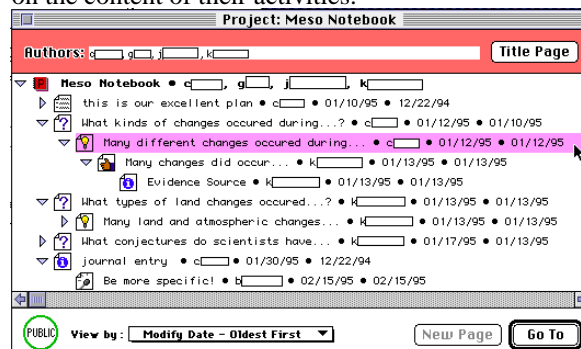 on the content of their activities.
Project: Meso Notebook
Authors: c , g , j , k
Title Page
Meso Notebook • c , g , j , k
this is our excellent plan • c • 01/10/95 • 12/22/94
What kinds of changes occured during...? • c • 01/12/95 • 01/10/95
Many different changes occured during... • c • 01/12/95 • 01/12/95
Many changes did occur... • k • 01/13/95 • 01/13/95
Evidence Source • k • 01/13/95 • 01/13/95
What types of land changes occured...? • k • 01/13/95 • 01/13/95
Many land and atmospheric changes... • k • 01/13/95 • 01/13/95
What conjectures do scientists have... • k • 01/17/95 • 01/13/95
journal entry • c • 01/30/95 • 12/22/94
Be more specific! • b • 02/15/95 • 02/15/95
PUBLIC
View by: Modify Date - Oldest First
New Page
Go To